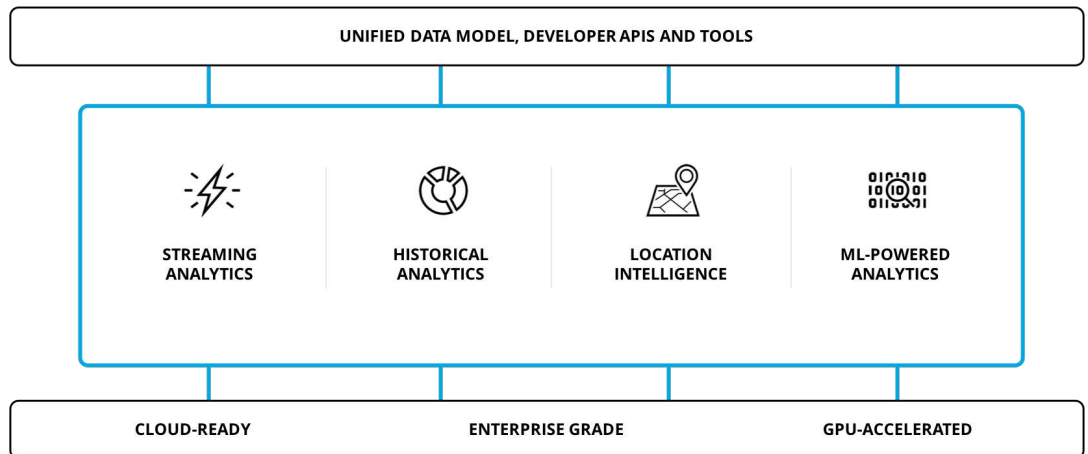 UNIFIED DATA MODEL, DEVELOPER APIS AND TOOLS
STREAMING
ANALYTICS
HISTORICAL
ANALYTICS
LOCATION
INTELLIGENCE
ML-POWERED
ANALYTICS
CLOUD-READY
ENTERPRISE GRADE
GPU-ACCELERATED